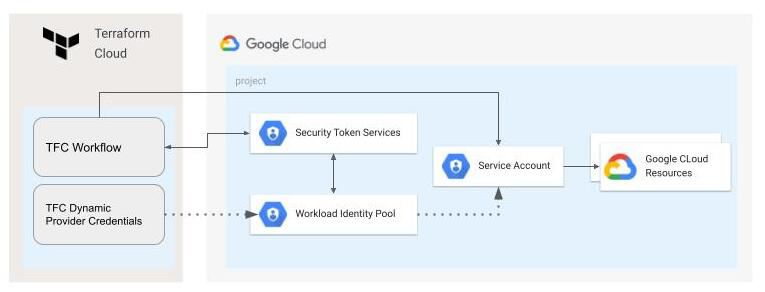 Terraform
Cloud
Google Cloud
project
TFC Workflow
TFC Dynamic
Provider Credentials
Security Token Services
Workload Identity Pool
Service Account
Google CLoud
Resources